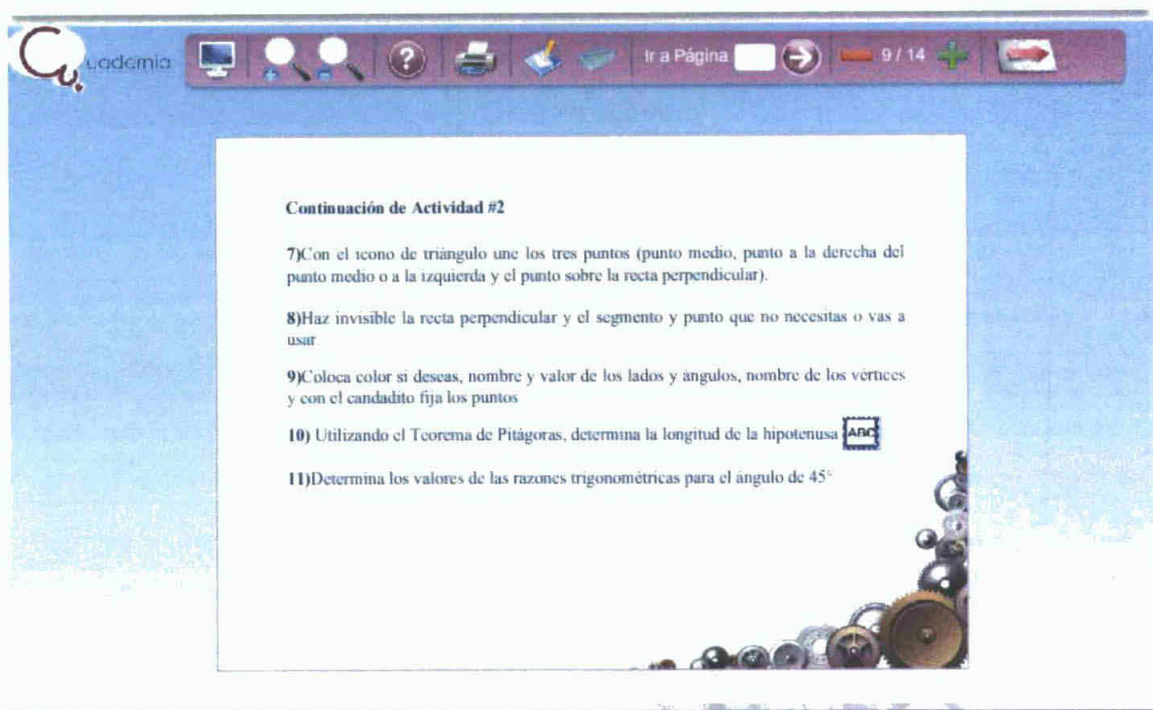 Cuadernia
Ir a Página
9 / 14
Continuación de Actividad #2
7)Con el icono de triángulo une los tres puntos (punto medio, punto a la derecha del
punto medio o a la izquierda y el punto sobre la recta perpendicular).
8)Haz invisible la recta perpendicular y el segmento y punto que no necesitas o vas a
usar
9)Coloca color si deseas, nombre y valor de los lados y ángulos, nombre de los vértices
y con el candadito fija los puntos
10) Utilizando el Teorema de Pitágoras, determina la longitud de la hipotenusa ABC
11)Determina los valores de las razones trigonométricas para el ángulo de 45°